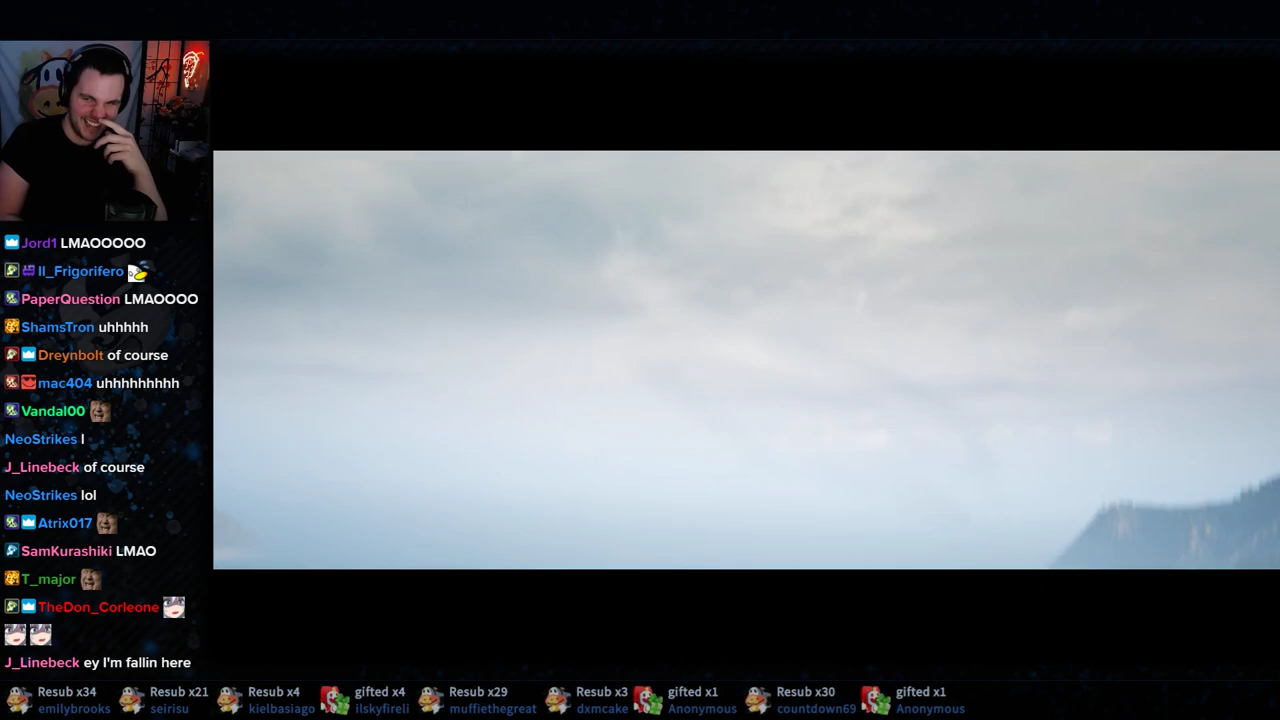 Jord1 LMAOOOOO
Il_Frigorifero
PaperQuestion LMAOOOO
ShamsTron uhhhhh
Dreynbolt of course
mac404 uhhhhhhhhh
Vandal00
NeoStrikes l
J_Linebeck of course
NeoStrikes lol
Atrix017
SamKurashiki LMAO
T_major
TheDon_Corleone
J_Linebeck ey I'm fallin here
Resub x34 Resub x21 Resub x4 gifted x4 Resub x29 Resub x3 gifted x1 Resub x30 gifted x1
emilybrooks seirisu kielbasiago ilskyfireli muffiethegreat dxmcake Anonymous countdown69 Anonymous